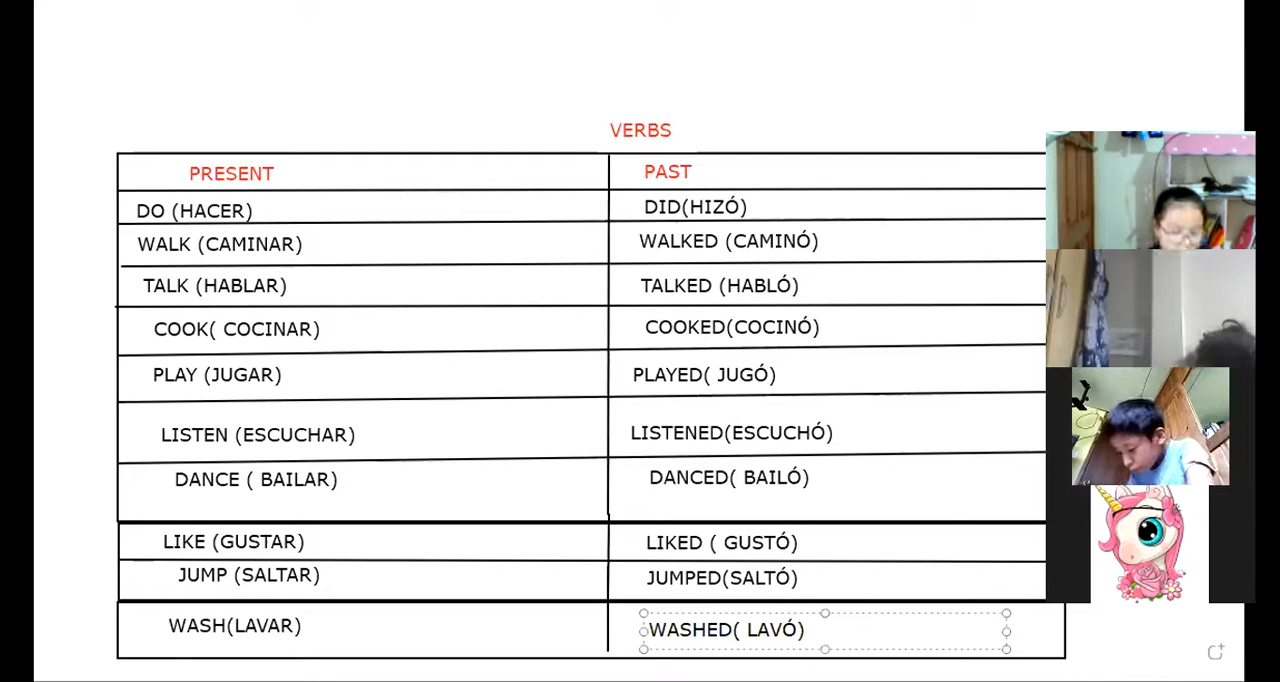 VERBS
PRESENT PAST
DO (HACER) DID(HIZÓ)
WALK (CAMINAR) WALKED (CAMINÓ)
TALK (HABLAR) TALKED (HABLÓ)
COOK( COCINAR) COOKED(COCINÓ)
PLAY (JUGAR) PLAYED( JUGÓ)
LISTEN (ESCUCHAR) LISTENED(ESCUCHÓ)
DANCE ( BAILAR) DANCED( BAILÓ)
LIKE (GUSTAR) LIKED ( GUSTÓ)
JUMP (SALTAR) JUMPED(SALTÓ)
WASH(LAVAR) WASHED( LAVÓ)